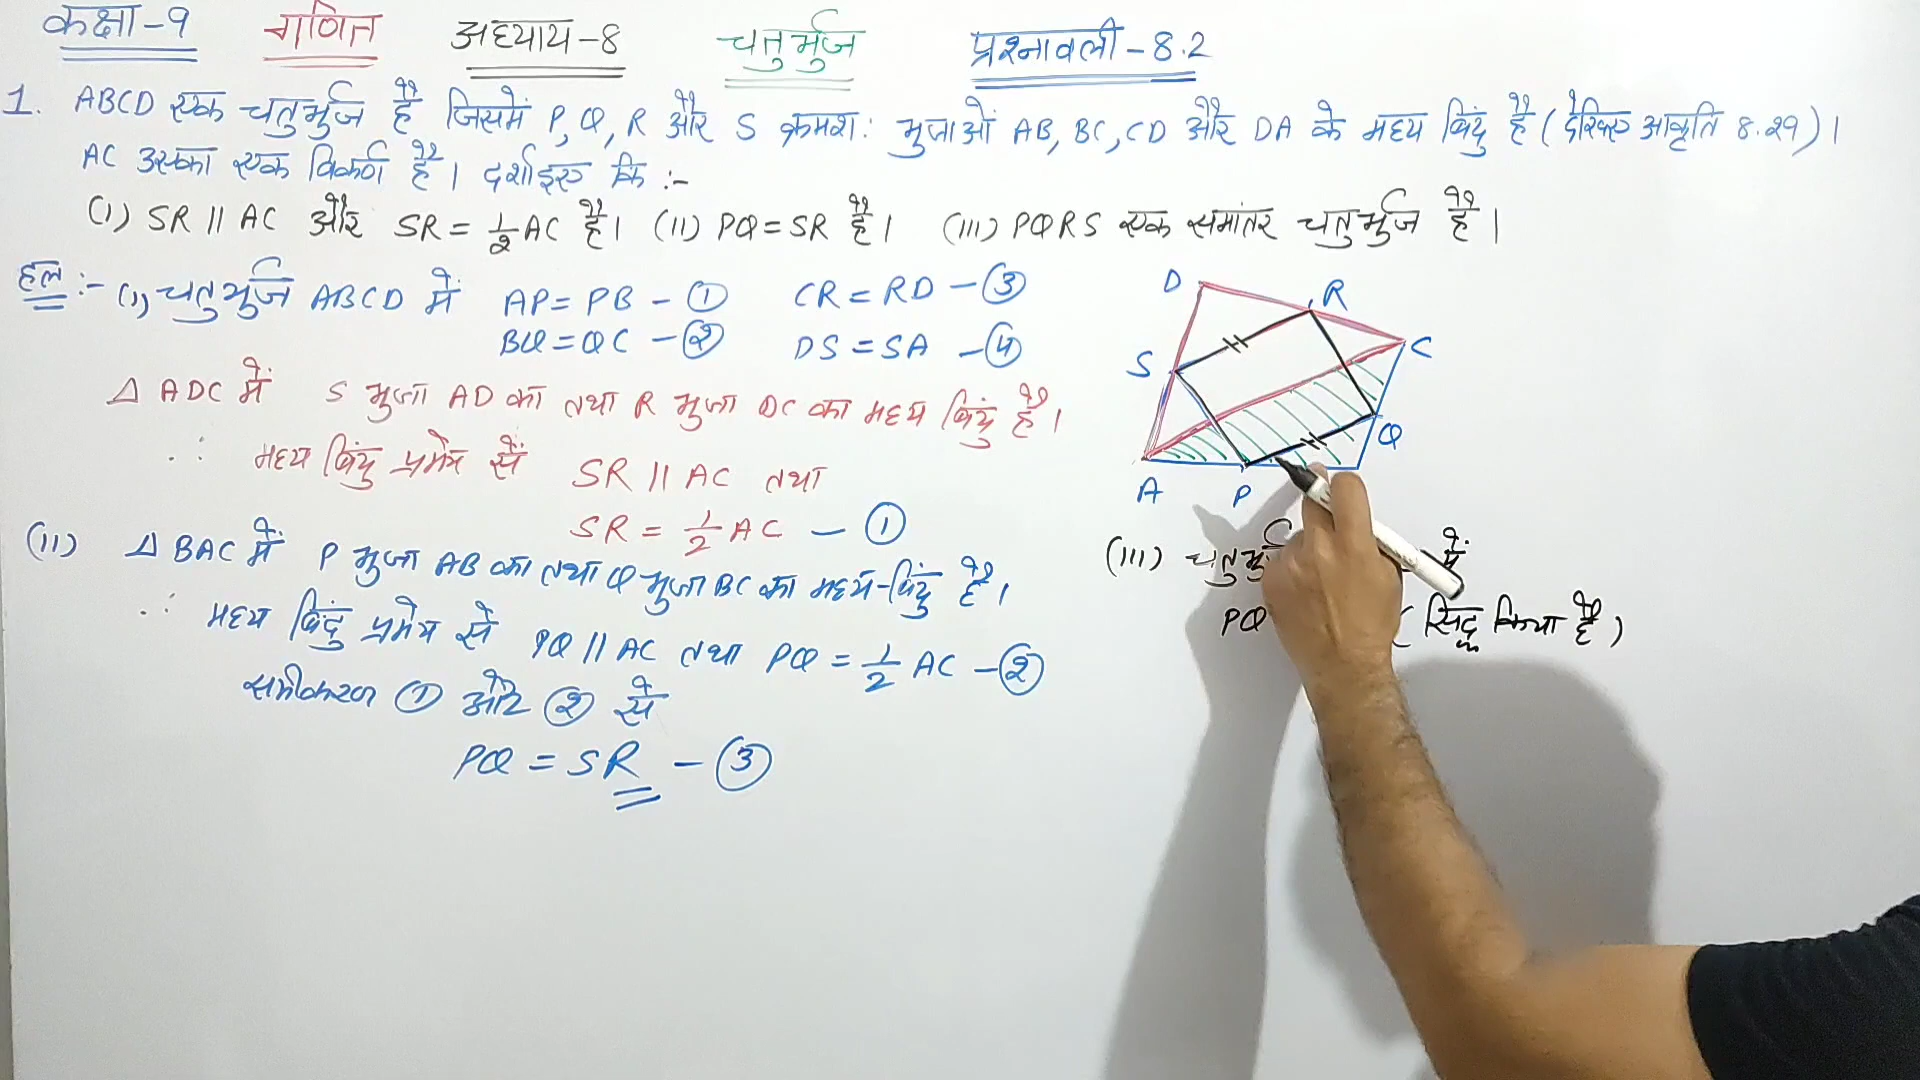 कक्षा-9 गणित अध्याय-8 चतुर्भुज प्रश्नावली-8.2
1. ABCD एक चतुर्भुज है जिसमें P, Q, R और S क्रमश: भुजाओं AB, BC, CD और DA के मध्य बिंदु है (देखिए आकृति 8.29)।
AC उसका एक विकर्ण है। दर्शाइए कि :-
(i) SR || AC और SR = 1/2 AC है। (ii) PQ = SR है। (iii) PQRS एक समांतर चतुर्भुज है।
हल :- (i) चतुर्भुज ABCD में AP = PB - ① CR = RD - ③
BQ = QC - ② DS = SA - ④
Δ ADC में S भुजा AD का तथा R भुजा DC का मध्य बिंदु है।
∴ मध्य बिंदु प्रमेय से SR || AC तथा
SR = 1/2 AC - ①
(ii) Δ BAC में P भुजा AB का तथा Q भुजा BC का मध्य-बिंदु है।
∴ मध्य बिंदु प्रमेय से PQ || AC तथा PQ = 1/2 AC - ②
समीकरण ① और ② से
PQ = SR - ③
D R
S C
Q
A P
(iii) में
PQ (सिद्ध किया है)